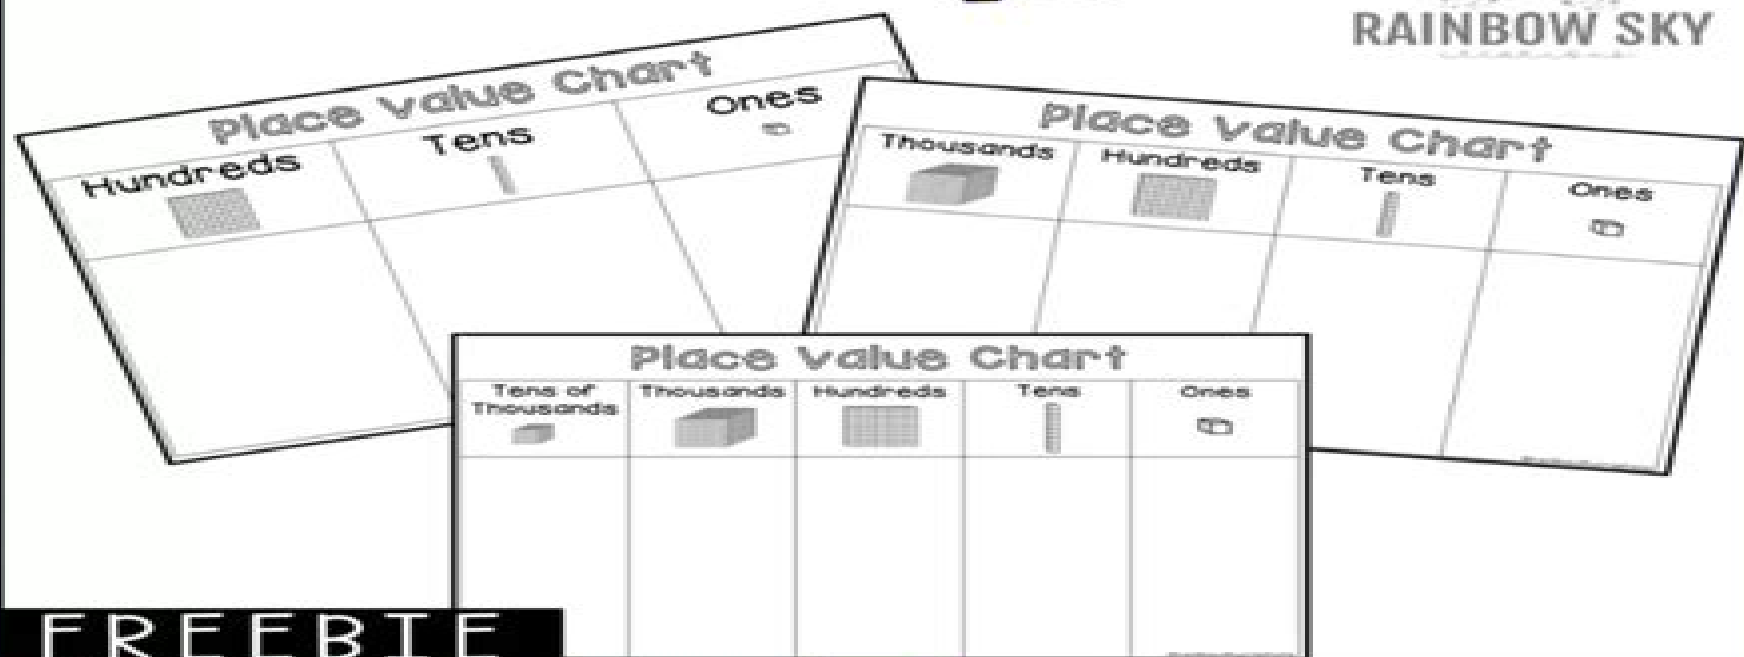 RAINBOW SKY
Place Value Chart
Hundreds
Tens
Ones
Place Value Chart
Thousands
Hundreds
Tens
Ones
Place Value Chart
Tens of
Thousands
Thousands
Hundreds
Tens
Ones
FREEBIE